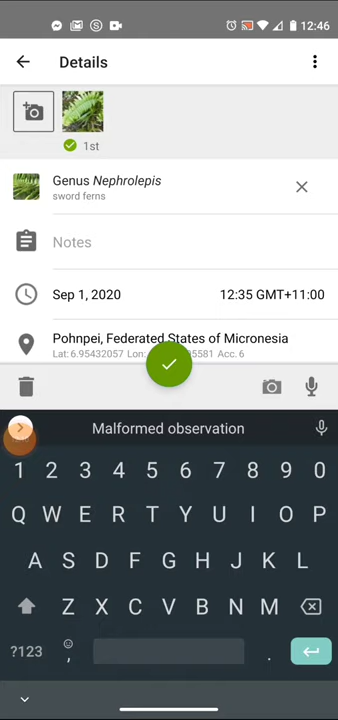 12:46
Details
1st
Genus Nephrolepis
sword ferns
Notes
Sep 1, 2020 12:35 GMT+11:00
Pohnpei, Federated States of Micronesia
Lat: 6.95432057 Lon: 5581 Acc. 6
Malformed observation
1 2 3 4 5 6 7 8 9 0
Q W E R T Y U I O P
A S D F G H J K L
Z X C V B N M
?123 , .